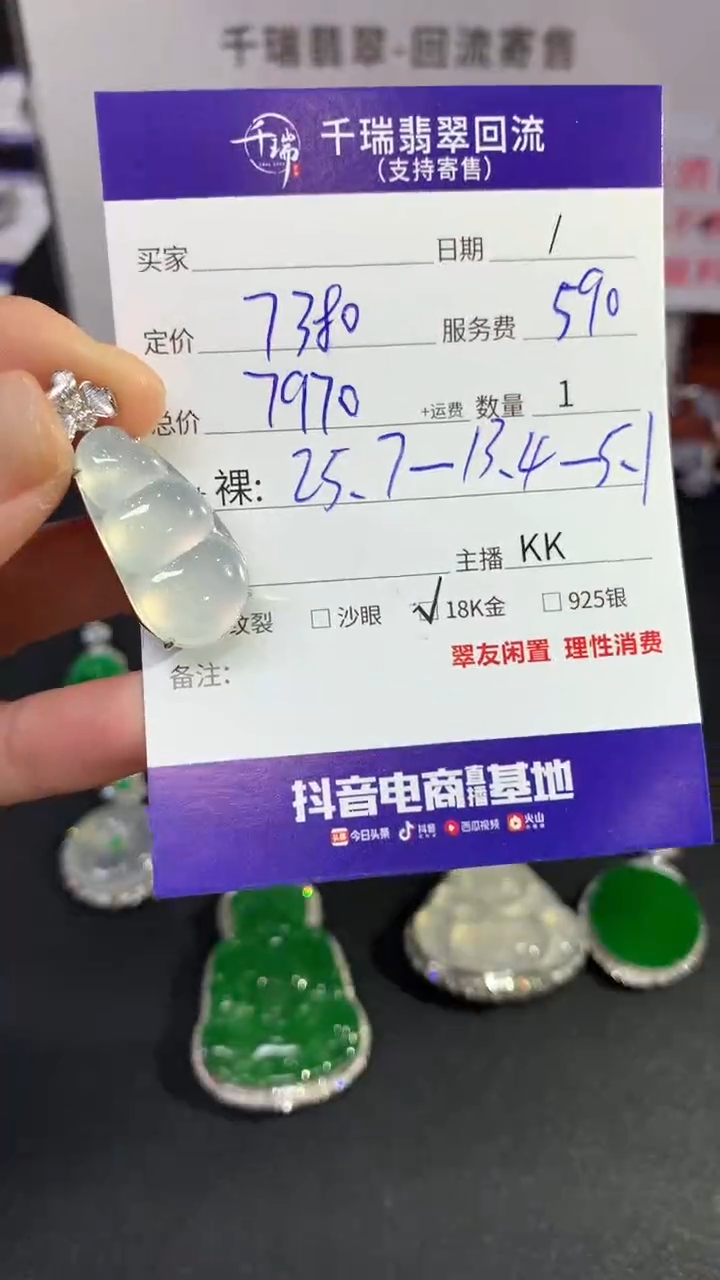 千瑞翡翠-回流寄售
千瑞
千瑞翡翠回流
(支持寄售)
买家 日期 /
定价 7380 服务费 590
总价 7970 +运费 数量 1
裸: 25.7-13.4-5.1
主播 KK
纹裂 □ 沙眼 ✓ 18K金 □ 925银
翠友闲置 理性消费
备注:
抖音电商直播基地
头条 今日头条 抖音 西瓜视频 火山